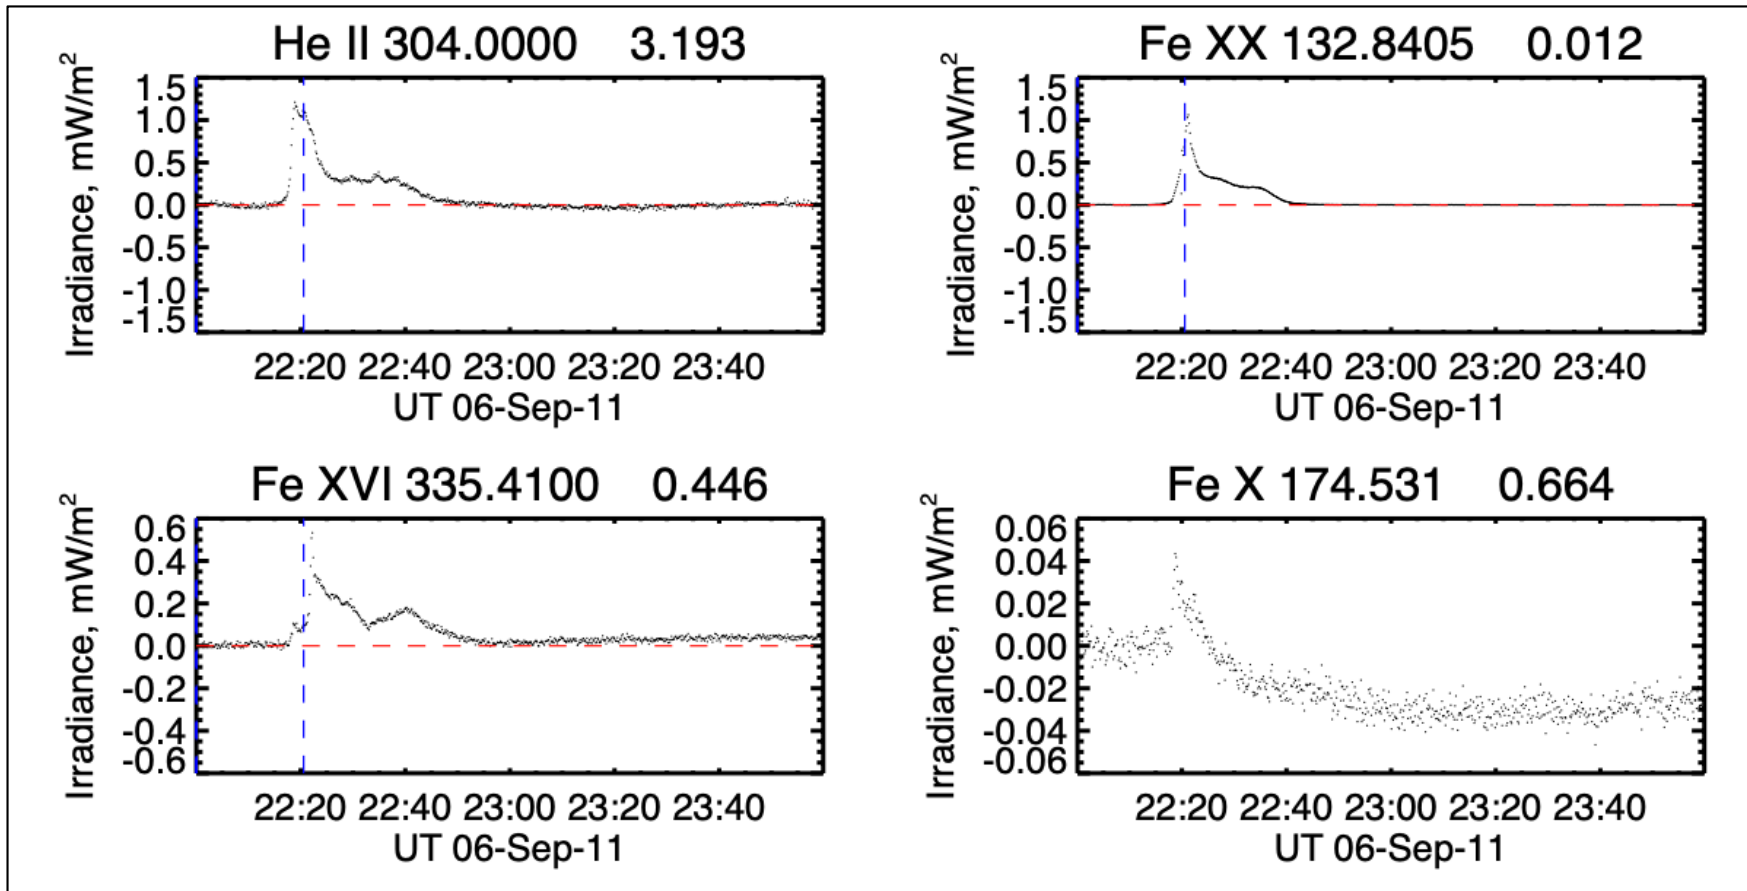 He II 304.0000 3.193
Irradiance, mW/m²
1.5
1.0
0.5
0.0
-0.5
-1.0
-1.5
22:20 22:40 23:00 23:20 23:40
UT 06-Sep-11
Fe XX 132.8405 0.012
Irradiance, mW/m²
1.5
1.0
0.5
0.0
-0.5
-1.0
-1.5
22:20 22:40 23:00 23:20 23:40
UT 06-Sep-11
Fe XVI 335.4100 0.446
Irradiance, mW/m²
0.6
0.4
0.2
0.0
-0.2
-0.4
-0.6
22:20 22:40 23:00 23:20 23:40
UT 06-Sep-11
Fe X 174.531 0.664
Irradiance, mW/m²
0.06
0.04
0.02
0.00
-0.02
-0.04
-0.06
22:20 22:40 23:00 23:20 23:40
UT 06-Sep-11